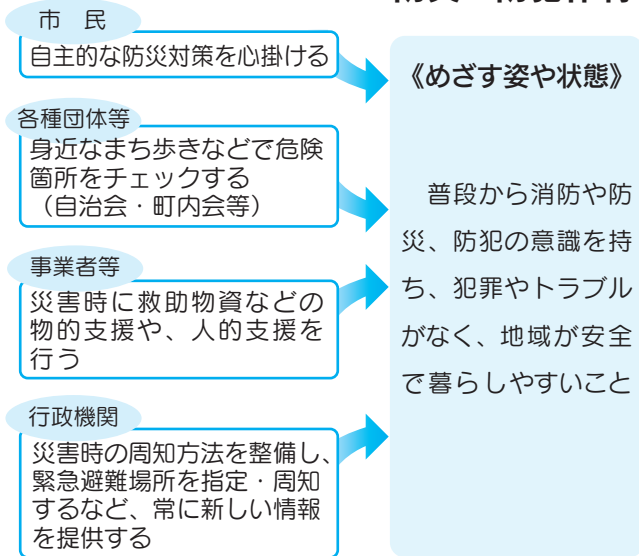 市　民
自主的な防災対策を心掛ける
各種団体等
身近なまち歩きなどで危険
箇所をチェックする
（自治会・町内会等）
事業者等
災害時に救助物資などの
物的支援や、人的支援を
行う
行政機関
災害時の周知方法を整備し、
緊急避難場所を指定・周知
するなど、常に新しい情報
を提供する
《めざす姿や状態》
　普段から消防や防
災、防犯の意識を持
ち、犯罪やトラブル
がなく、地域が安全
で暮らしやすいこと